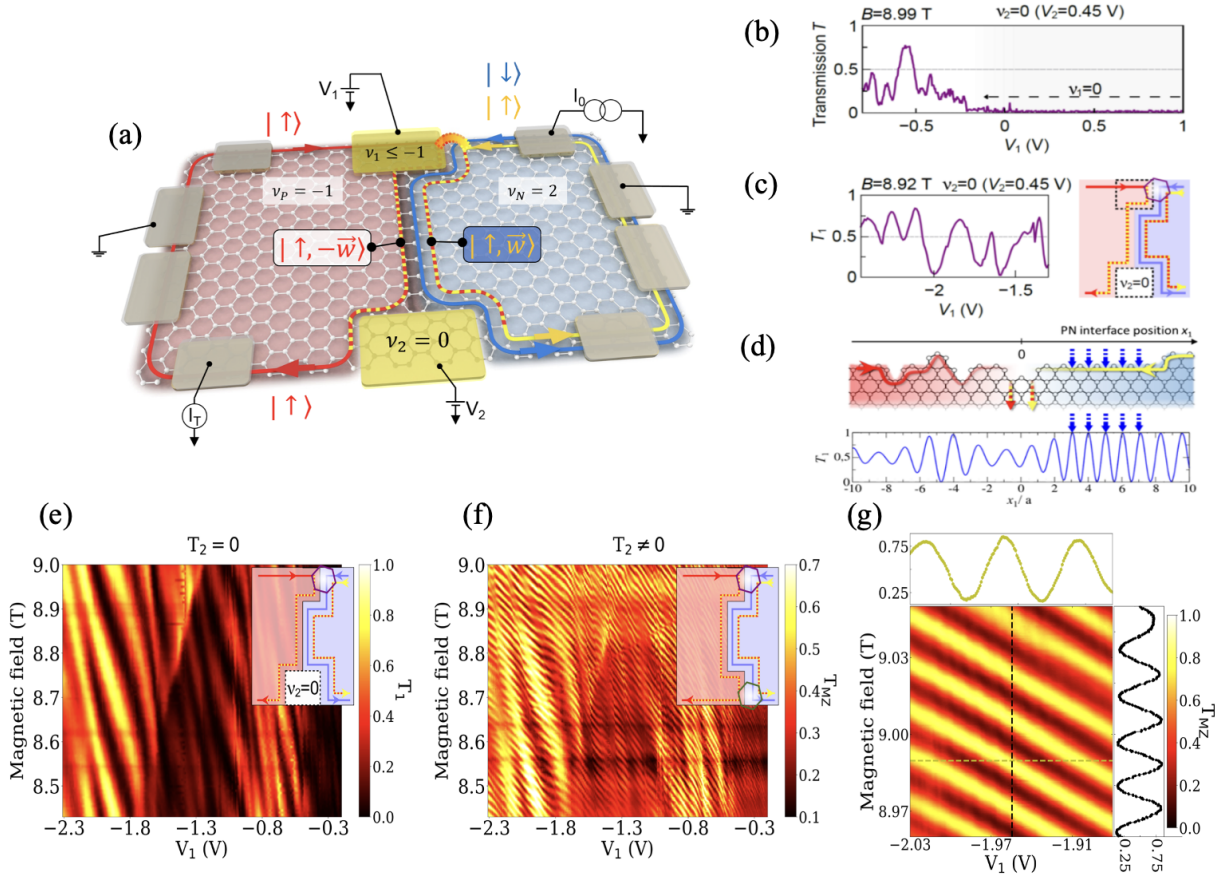 (a)
V₁
|↑⟩
ν₁ ≤ −1
|↓⟩
|↑⟩
I₀
ν_P = −1
ν_N = 2
|↑, −w⃗⟩
|↑, w⃗⟩
ν₂ = 0
I_T
|↑⟩
V₂
(b)
B=8.99 T ν₂=0 (V₂=0.45 V)
Transmission T
1
0.5
0
ν₁=0
−0.5 0 0.5 1
V₁ (V)
(c)
B=8.92 T ν₂=0 (V₂=0.45 V)
T₁
1
0.5
0
−2 −1.5
V₁ (V)
ν₂=0
(d)
PN interface position x₁
0
T₁
1
0,5
0
-10 -8 -6 -4 -2 0 2 4 6 8 10
x₁/ a
(e)
T₂ = 0
Magnetic field (T)
9.0
8.9
8.8
8.7
8.6
8.5
−2.3 −1.8 −1.3 −0.8 −0.3
V₁ (V)
ν₂=0
1.0
0.8
0.6
0.4
0.2
0.0
T₁
(f)
T₂ ≠ 0
Magnetic field (T)
9.0
8.9
8.8
8.7
8.6
8.5
−2.3 −1.8 −1.3 −0.8 −0.3
V₁ (V)
0.7
0.6
0.5
0.4
0.3
0.2
0.1
T_MZ
(g)
0.75
0.25
Magnetic field (T)
9.03
9.00
8.97
−2.03 −1.97 −1.91
V₁ (V)
0.25
0.75
1.0
0.8
0.6
0.4
0.2
0.0
T_MZ